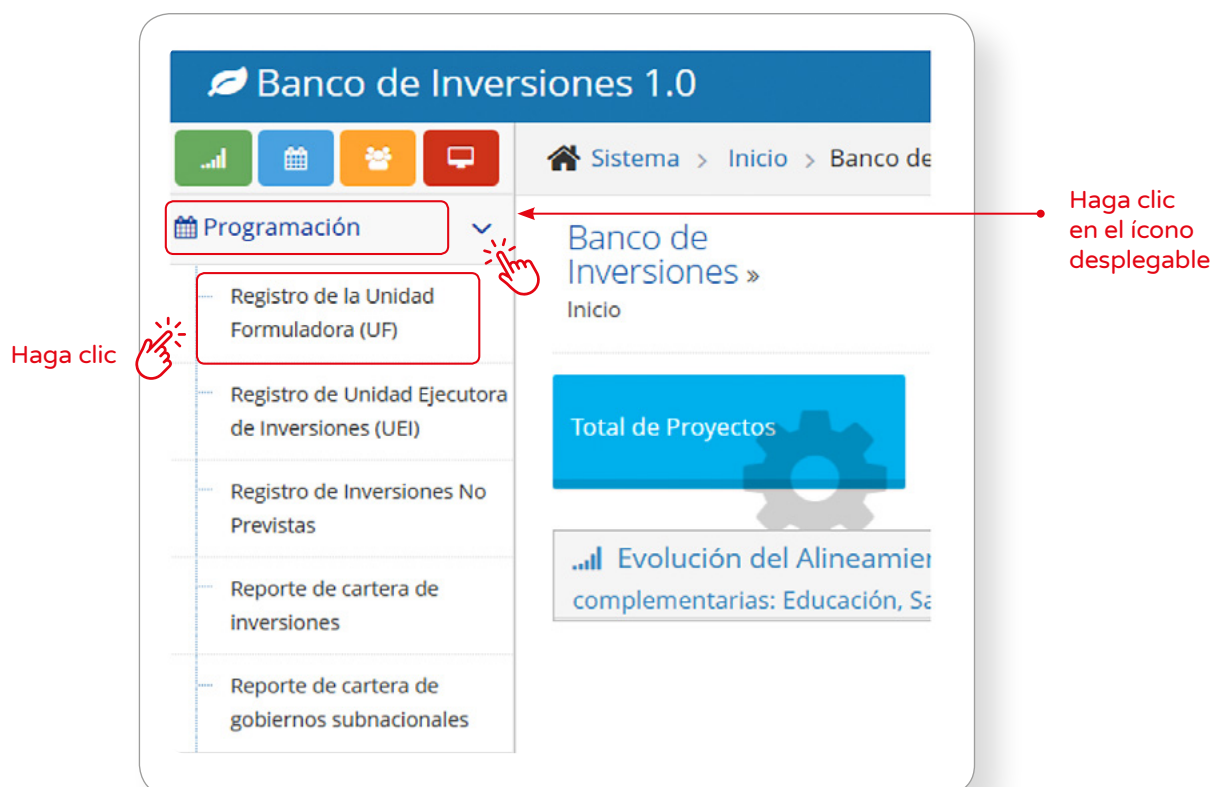 Banco de Inversiones 1.0
Sistema > Inicio > Banco de
Programación
Haga clic
en el ícono
desplegable
Registro de la Unidad
Formuladora (UF)
Haga clic
Registro de Unidad Ejecutora
de Inversiones (UEI)
Registro de Inversiones No
Previstas
Reporte de cartera de
inversiones
Reporte de cartera de
gobiernos subnacionales
Banco de
Inversiones »
Inicio
Total de Proyectos
Evolución del Alineamier
complementarias: Educación, Sa